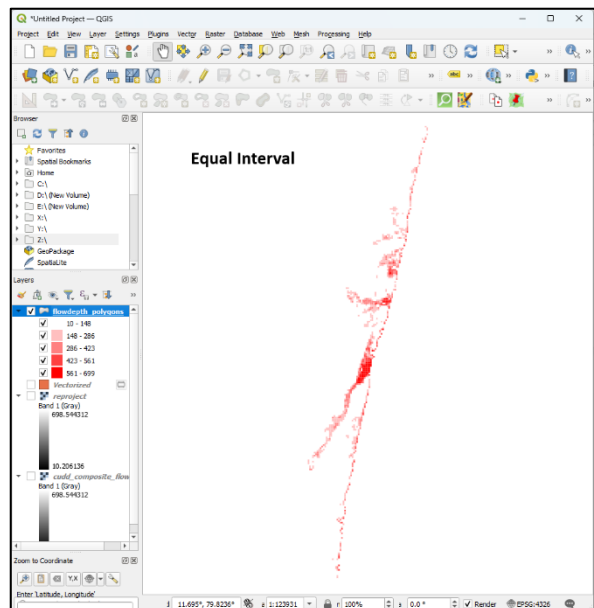 *Untitled Project — QGIS
Project Edit View Layer Settings Plugins Vector Raster Database Web Mesh Processing Help
Browser
Favorites
Spatial Bookmarks
Home
C:\
D:\ (New Volume)
E:\ (New Volume)
X:\
Y:\
Z:\
GeoPackage
SpatiaLite
Equal Interval
Layers
flowdepth_polygons
10 - 148
148 - 286
286 - 423
423 - 561
561 - 699
Vectorized
reproject
Band 1 (Gray)
698.544312
10.206136
cudd_composite_flow
Band 1 (Gray)
698.544312
Zoom to Coordinate
Y,X
Enter 'Latitude, Longitude'
11.695°, 79.8236°
1:123931
100%
0.0 °
Render
EPSG:4326